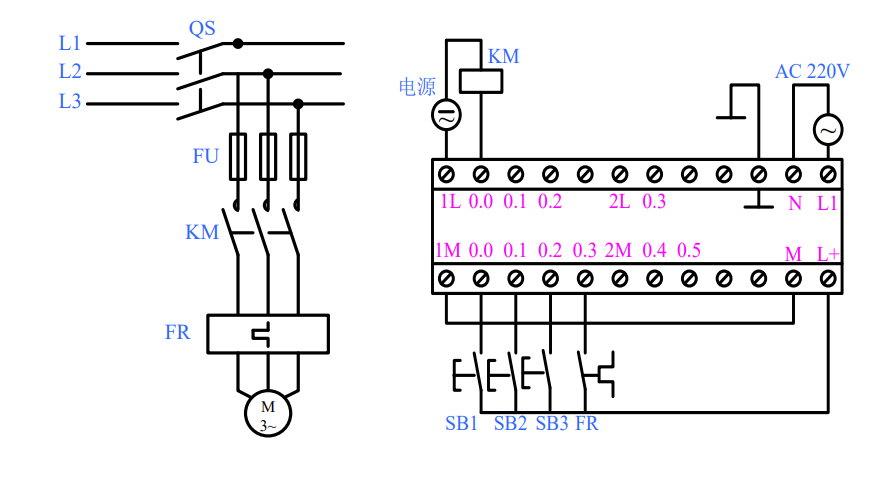 QS
L1
L2
L3
FU
KM
FR
M
3~
KM
电源
~
AC 220V
~
1L 0.0 0.1 0.2 2L 0.3 N L1
1M 0.0 0.1 0.2 0.3 2M 0.4 0.5 M L+
SB1 SB2 SB3 FR